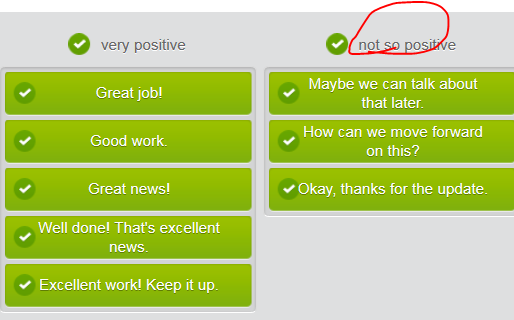 very positive
Great job!
Good work.
Great news!
Well done! That's excellent
news.
Excellent work! Keep it up.
not so positive
Maybe we can talk about
that later.
How can we move forward
on this?
Okay, thanks for the update.